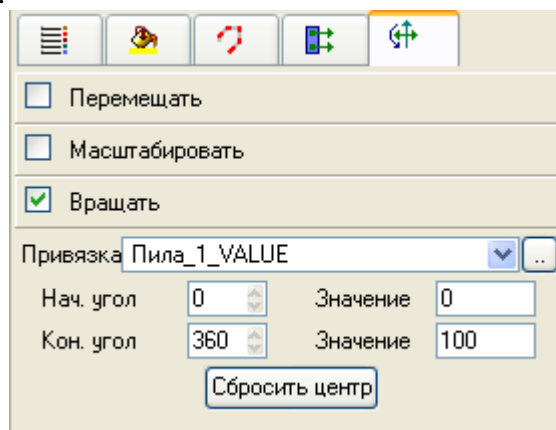 Перемещать
Масштабировать
Вращать
Привязка Пила_1_VALUE ..
Нач. угол 0 Значение 0
Кон. угол 360 Значение 100
Сбросить центр